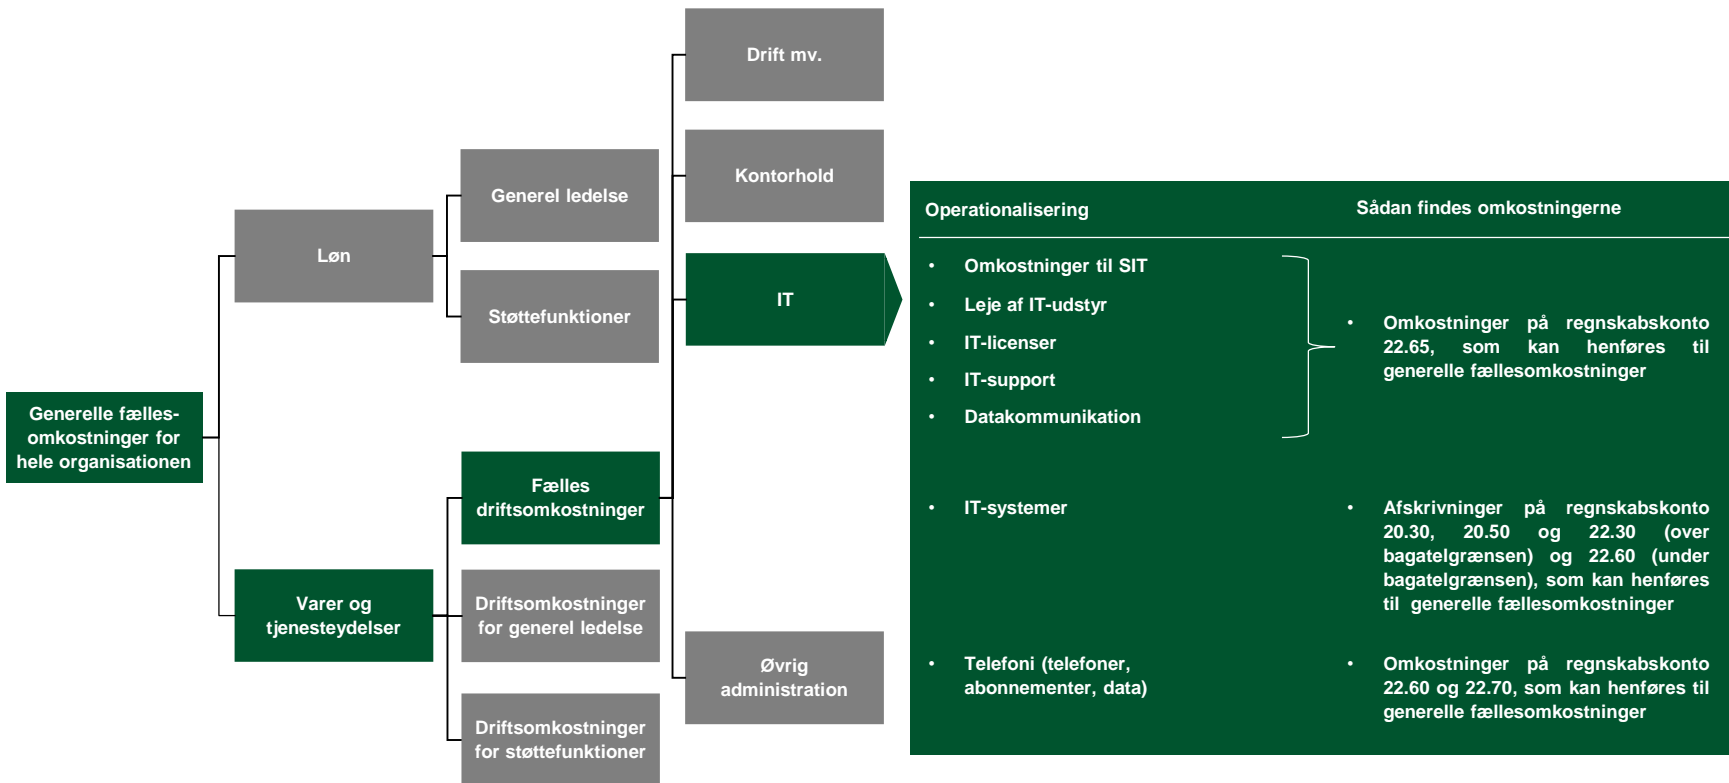 Generelle fælles-
omkostninger for
hele organisationen
Løn
Varer og
tjenesteydelser
Generel ledelse
Støttefunktioner
Fælles
driftsomkostninger
Driftsomkostninger
for generel ledelse
Driftsomkostninger
for støttefunktioner
Drift mv.
Kontorhold
IT
Øvrig
administration
Operationalisering
Sådan findes omkostningerne
• Omkostninger til SIT
• Leje af IT-udstyr
• IT-licenser
• IT-support
• Datakommunikation
• Omkostninger på regnskabskonto
22.65, som kan henføres til
generelle fællesomkostninger
• IT-systemer
• Afskrivninger på regnskabskonto
20.30, 20.50 og 22.30 (over
bagatelgrænsen) og 22.60 (under
bagatelgrænsen), som kan henføres
til generelle fællesomkostninger
• Telefoni (telefoner,
abonnementer, data)
• Omkostninger på regnskabskonto
22.60 og 22.70, som kan henføres til
generelle fællesomkostninger